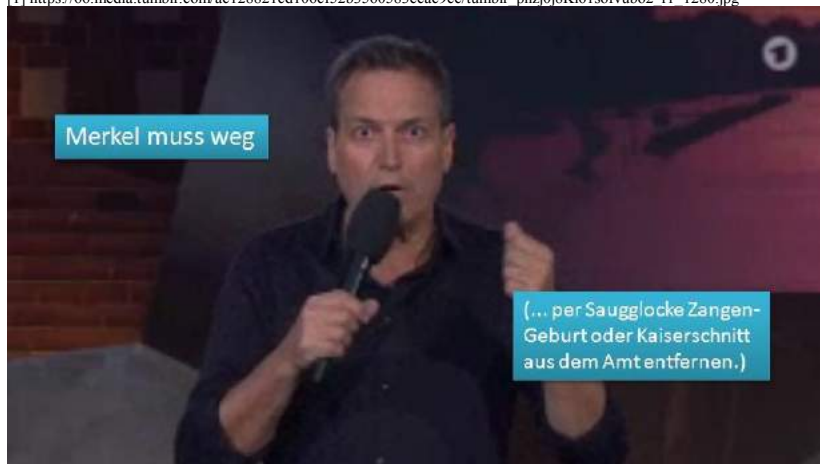 Merkel muss weg
(... per Saugglocke Zangen-
Geburt oder Kaiserschnitt
aus dem Amt entfernen.)